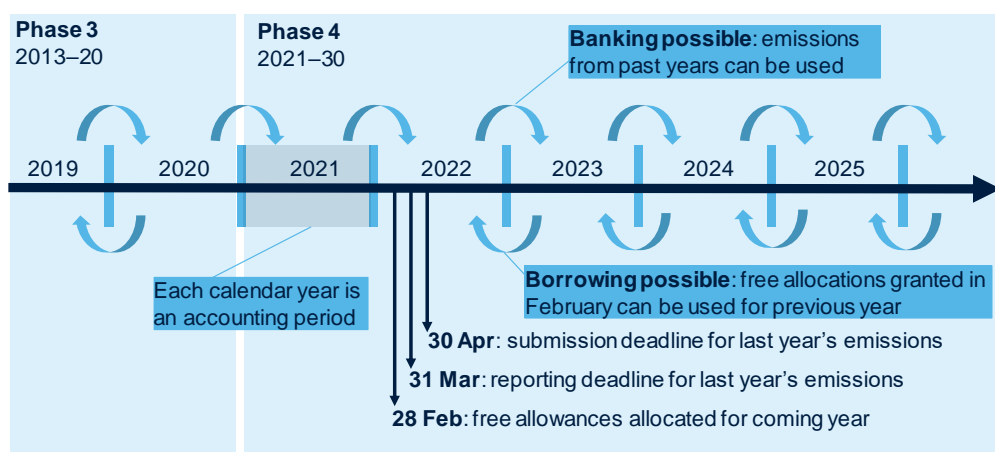 Phase 3
2013–20
Phase 4
2021–30
Banking possible: emissions
from past years can be used
2019
2020
2021
2022
2023
2024
2025
Each calendar year is
an accounting period
Borrowing possible: free allocations granted in
February can be used for previous year
30 Apr: submission deadline for last year’s emissions
31 Mar: reporting deadline for last year’s emissions
28 Feb: free allowances allocated for coming year